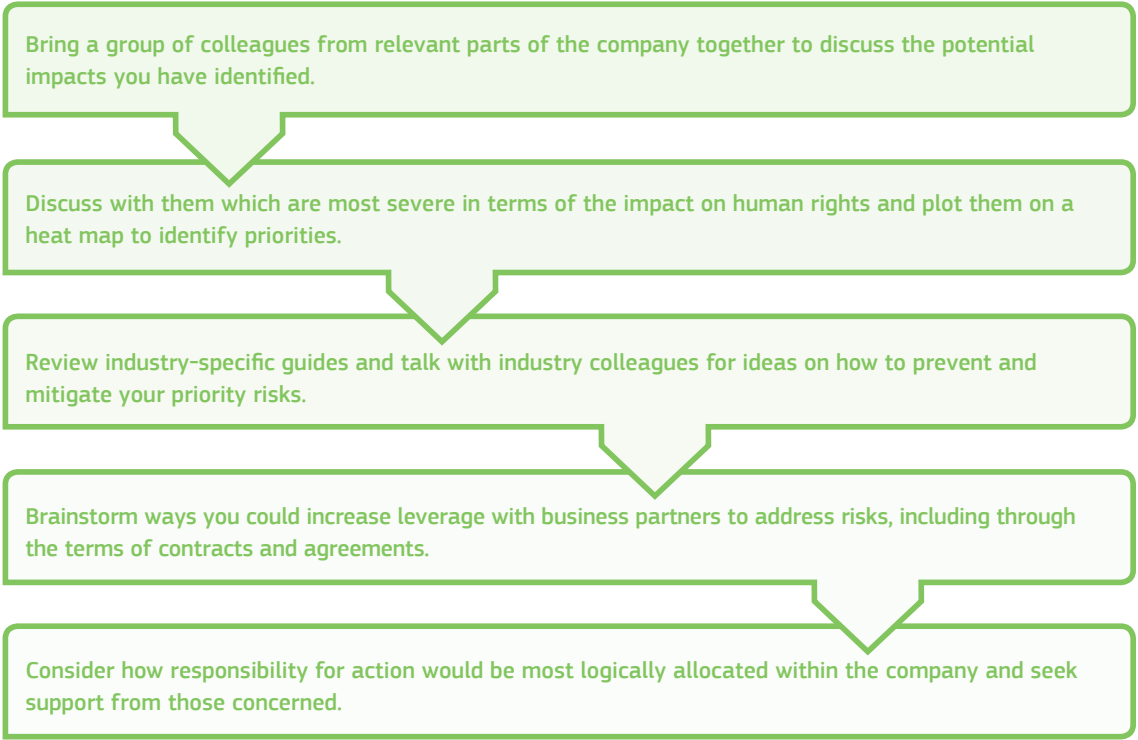 Bring a group of colleagues from relevant parts of the company together to discuss the potential
impacts you have identified.
Discuss with them which are most severe in terms of the impact on human rights and plot them on a
heat map to identify priorities.
Review industry-specific guides and talk with industry colleagues for ideas on how to prevent and
mitigate your priority risks.
Brainstorm ways you could increase leverage with business partners to address risks, including through
the terms of contracts and agreements.
Consider how responsibility for action would be most logically allocated within the company and seek
support from those concerned.